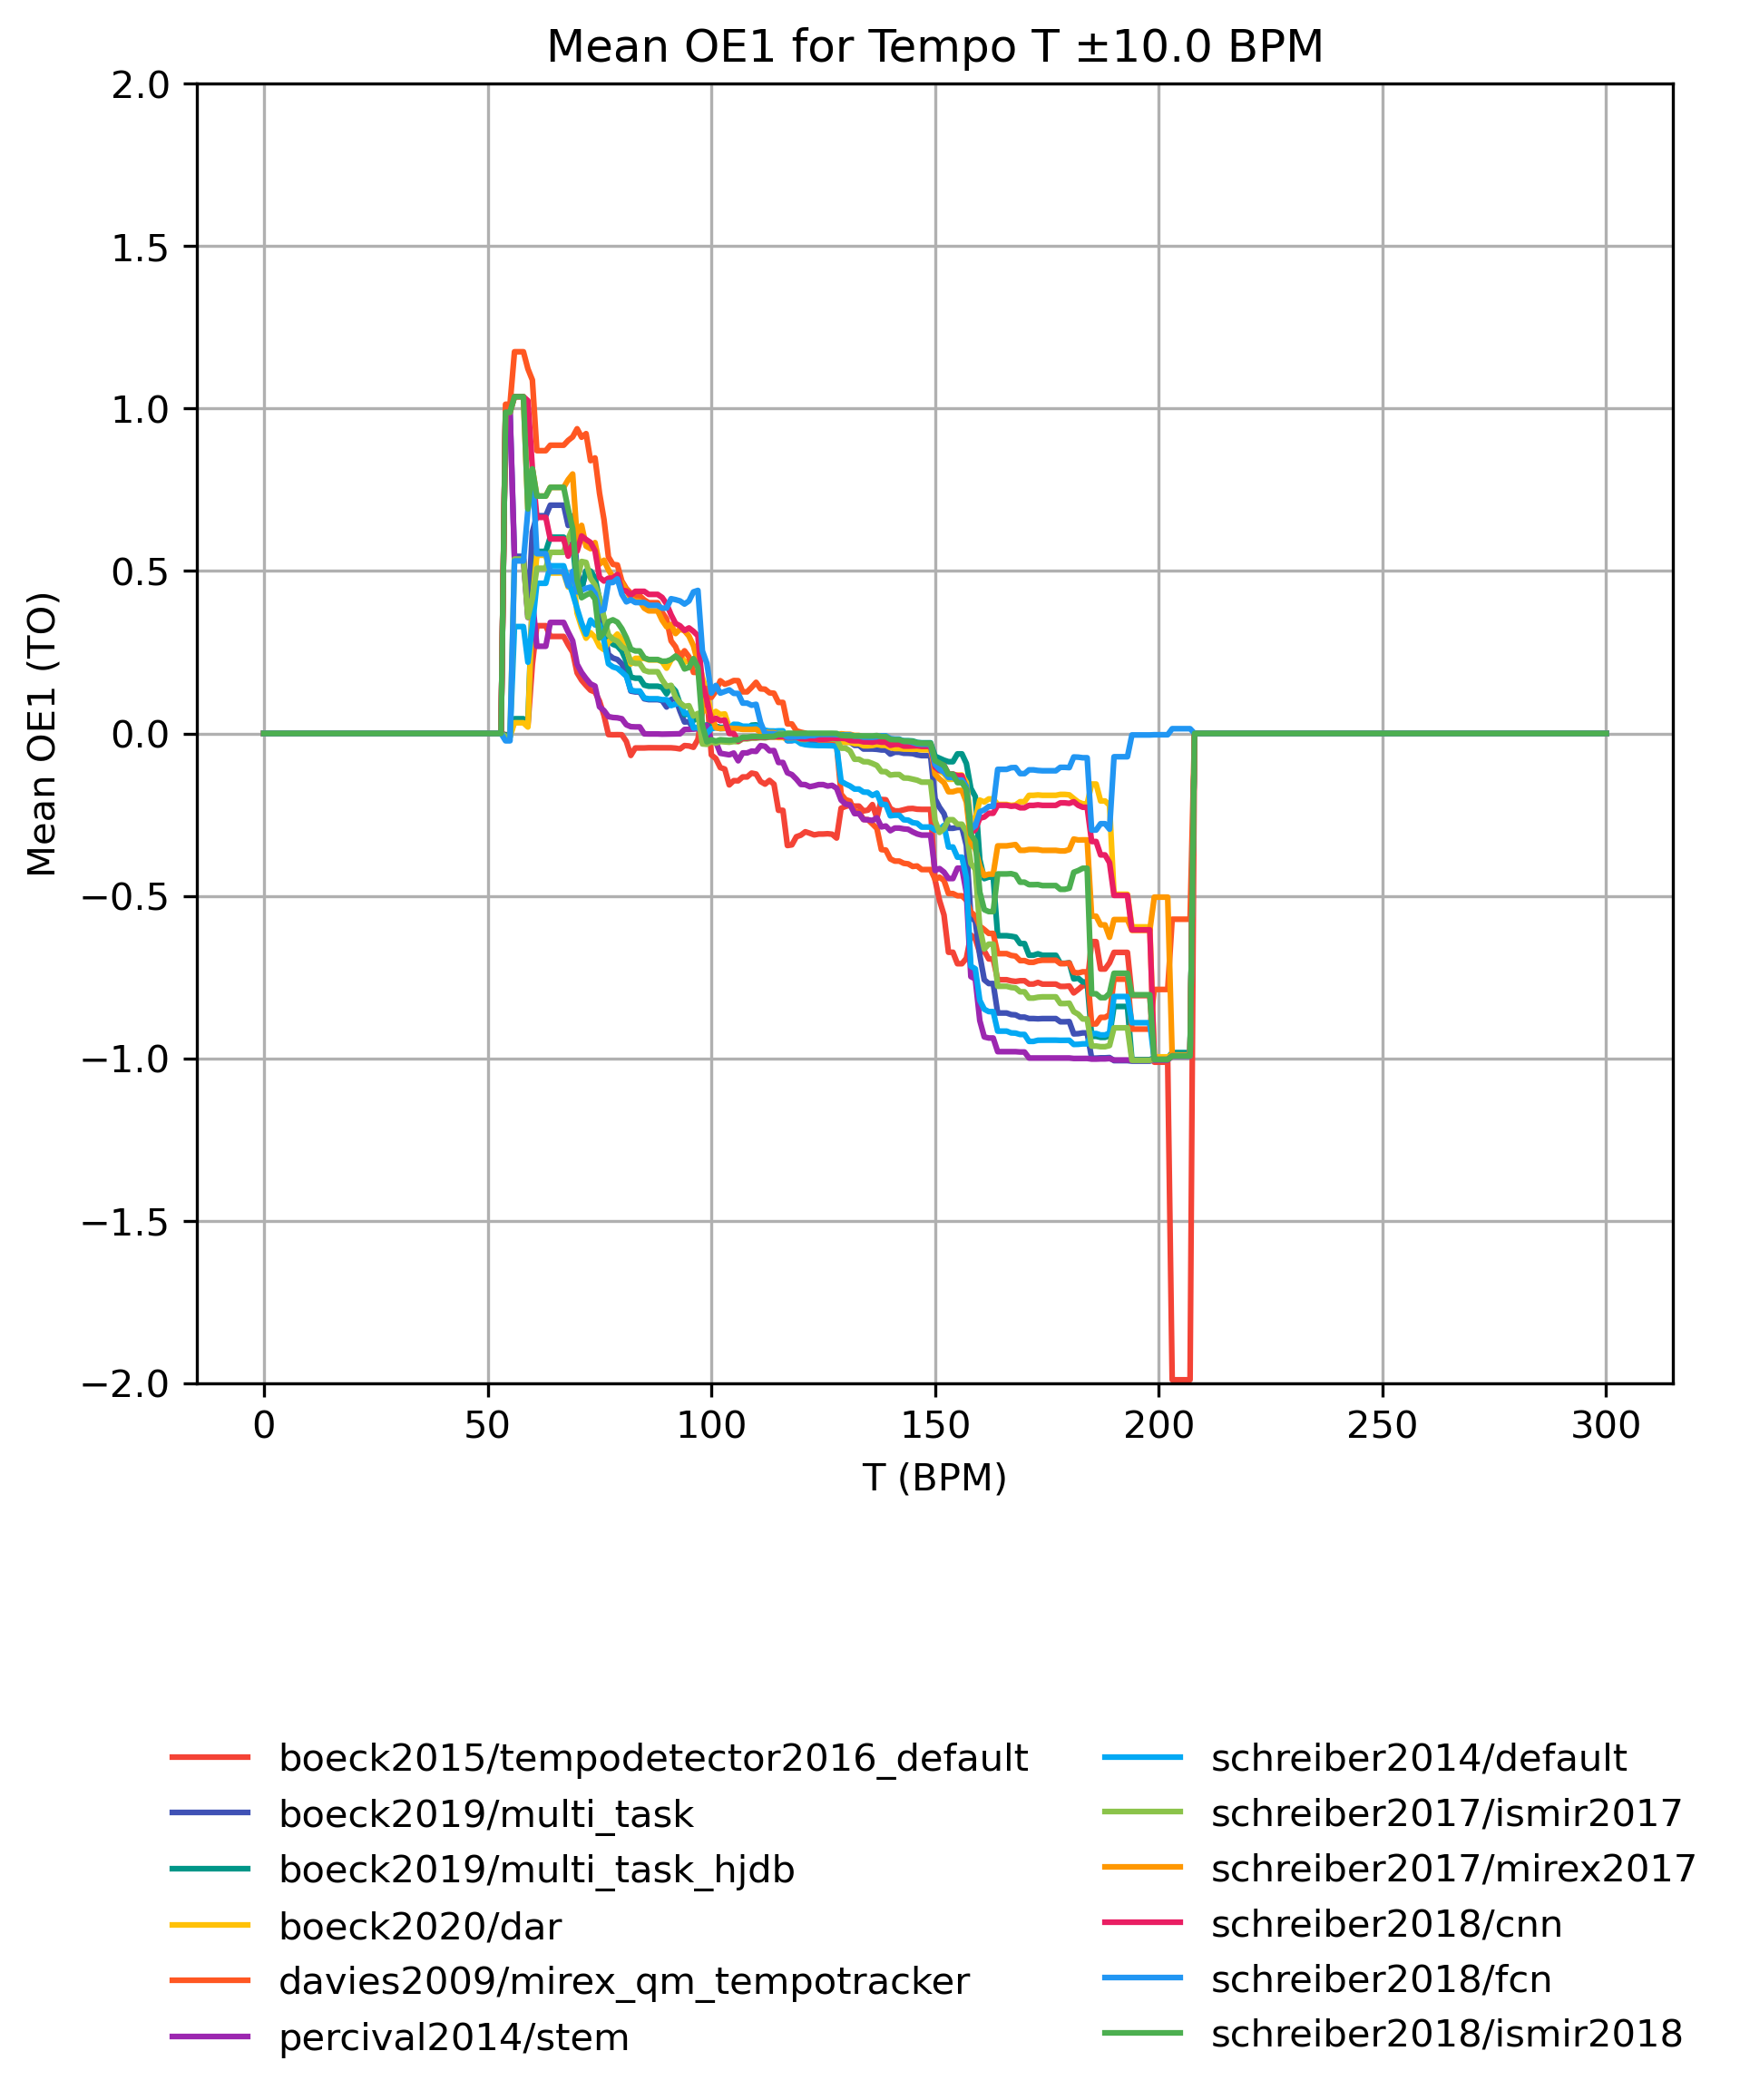 Mean OE1 for Tempo T ±10.0 BPM
2.0
1.5
1.0
0.5
0.0
−0.5
−1.0
−1.5
−2.0
Mean OE1 (TO)
0 50 100 150 200 250 300
T (BPM)
boeck2015/tempodetector2016_default
boeck2019/multi_task
boeck2019/multi_task_hjdb
boeck2020/dar
davies2009/mirex_qm_tempotracker
percival2014/stem
schreiber2014/default
schreiber2017/ismir2017
schreiber2017/mirex2017
schreiber2018/cnn
schreiber2018/fcn
schreiber2018/ismir2018